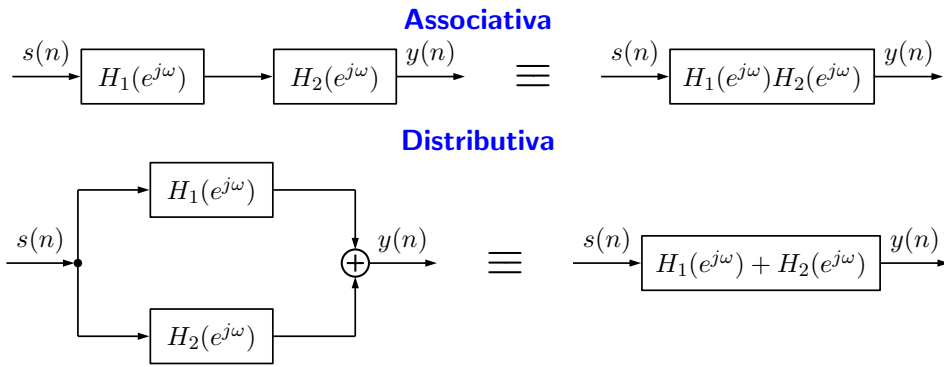 Associativa
s(n) H₁(e^{jω}) H₂(e^{jω}) y(n) ≡ s(n) H₁(e^{jω})H₂(e^{jω}) y(n)
Distributiva
H₁(e^{jω})
s(n) + y(n) ≡ s(n) H₁(e^{jω}) + H₂(e^{jω}) y(n)
H₂(e^{jω})